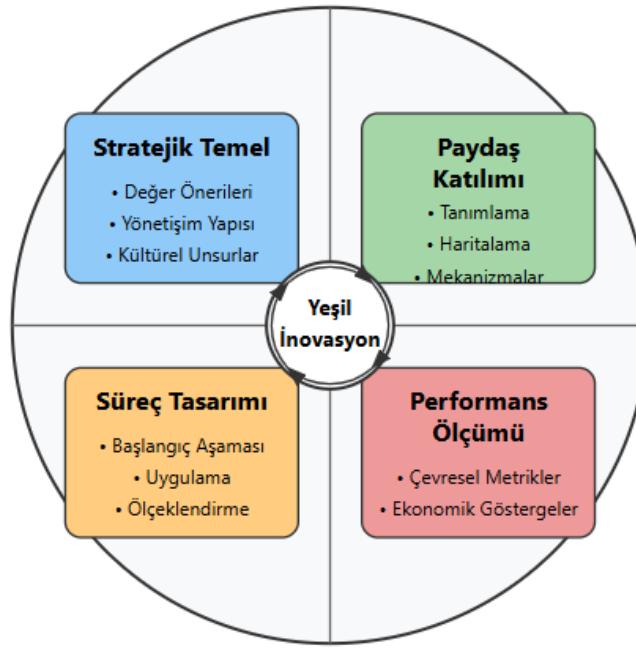 Stratejik Temel
• Değer Önerileri
• Yönetişim Yapısı
• Kültürel Unsurlar
Paydaş
Katılımı
• Tanımlama
• Haritalama
• Mekanizmalar
Yeşil
İnovasyon
Süreç Tasarımı
• Başlangıç Aşaması
• Uygulama
• Ölçeklendirme
Performans
Ölçümü
• Çevresel Metrikler
• Ekonomik Göstergeler